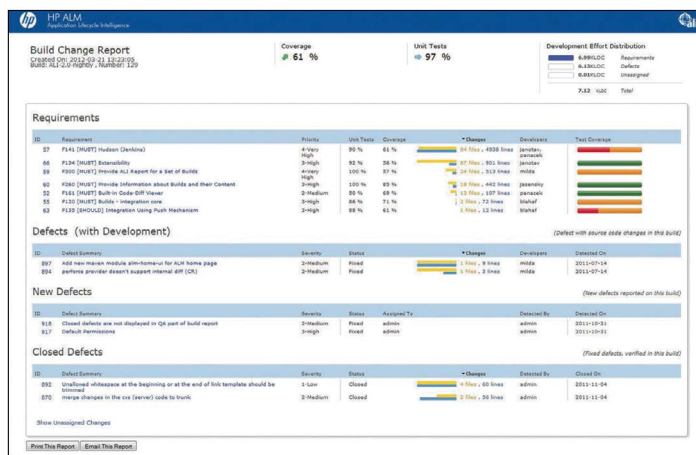 hp HP ALM
Application Lifecycle Intelligence
ali
Build Change Report
Created On: 2012-03-21 13:23:05
Build: ALI-2.0-nightly , Number: 129
Coverage
61 %
Unit Tests
97 %
Development Effort Distribution
6.99KLOC Requirements
0.13KLOC Defects
0.01KLOC Unassigned
7.12 KLOC Total
Requirements
ID Requirement Priority Unit Tests Coverage Changes Developers Test Coverage
57 F141 [MUST] Hudson (Jenkins) 4-Very High 90 % 61 % 64 files , 4938 lines janotav, panacek
66 F134 [MUST] Extensibility 3-High 92 % 56 % 87 files , 901 lines janotav
59 F300 [MUST] Provide ALI Report for a Set of Builds 4-Very High 100 % 57 % 24 files , 513 lines milda
60 F260 [MUST] Provide Information about Builds and their Content 3-High 100 % 85 % 18 files , 442 lines jasensky
52 F161 [MUST] Built-in Code-Diff Viewer 2-Medium 80 % 69 % 13 files , 107 lines panacek
55 F130 [MUST] Builds - integration core 3-High 86 % 71 % 2 files , 72 lines blahaf
63 F135 [SHOULD] Integration Using Push Mechanism 3-High 88 % 61 % 1 files , 12 lines blahaf
Defects (with Development)
(Defect with source code changes in this build)
ID Defect Summary Severity Status Changes Developers Detected On
897 Add new maven module alm-home-ui for ALM home page 2-Medium Fixed 1 files , 9 lines milda 2011-07-14
894 perforce provider doesn't support internal diff (CR) 2-Medium Fixed 1 files , 3 lines panacek 2011-07-14
New Defects
(New defects reported on this build)
ID Defect Summary Severity Status Assigned To Detected By Detected On
918 Closed defects are not displayed in QA part of build report 2-Medium Fixed admin admin 2011-10-31
917 Default Permissions 3-High Fixed admin admin 2011-10-31
Closed Defects
(Fixed defects, verified in this build)
ID Defect Summary Severity Status Changes Detected By Closed On
892 Unallowed whitespace at the beginning or at the end of link template should be trimmed 1-Low Closed 4 files , 60 lines admin 2011-11-04
870 merge changes in the cvs (server) code to trunk 2-Medium Closed 2 files , 56 lines admin 2011-11-04
Show Unassigned Changes
Print This Report Email This Report